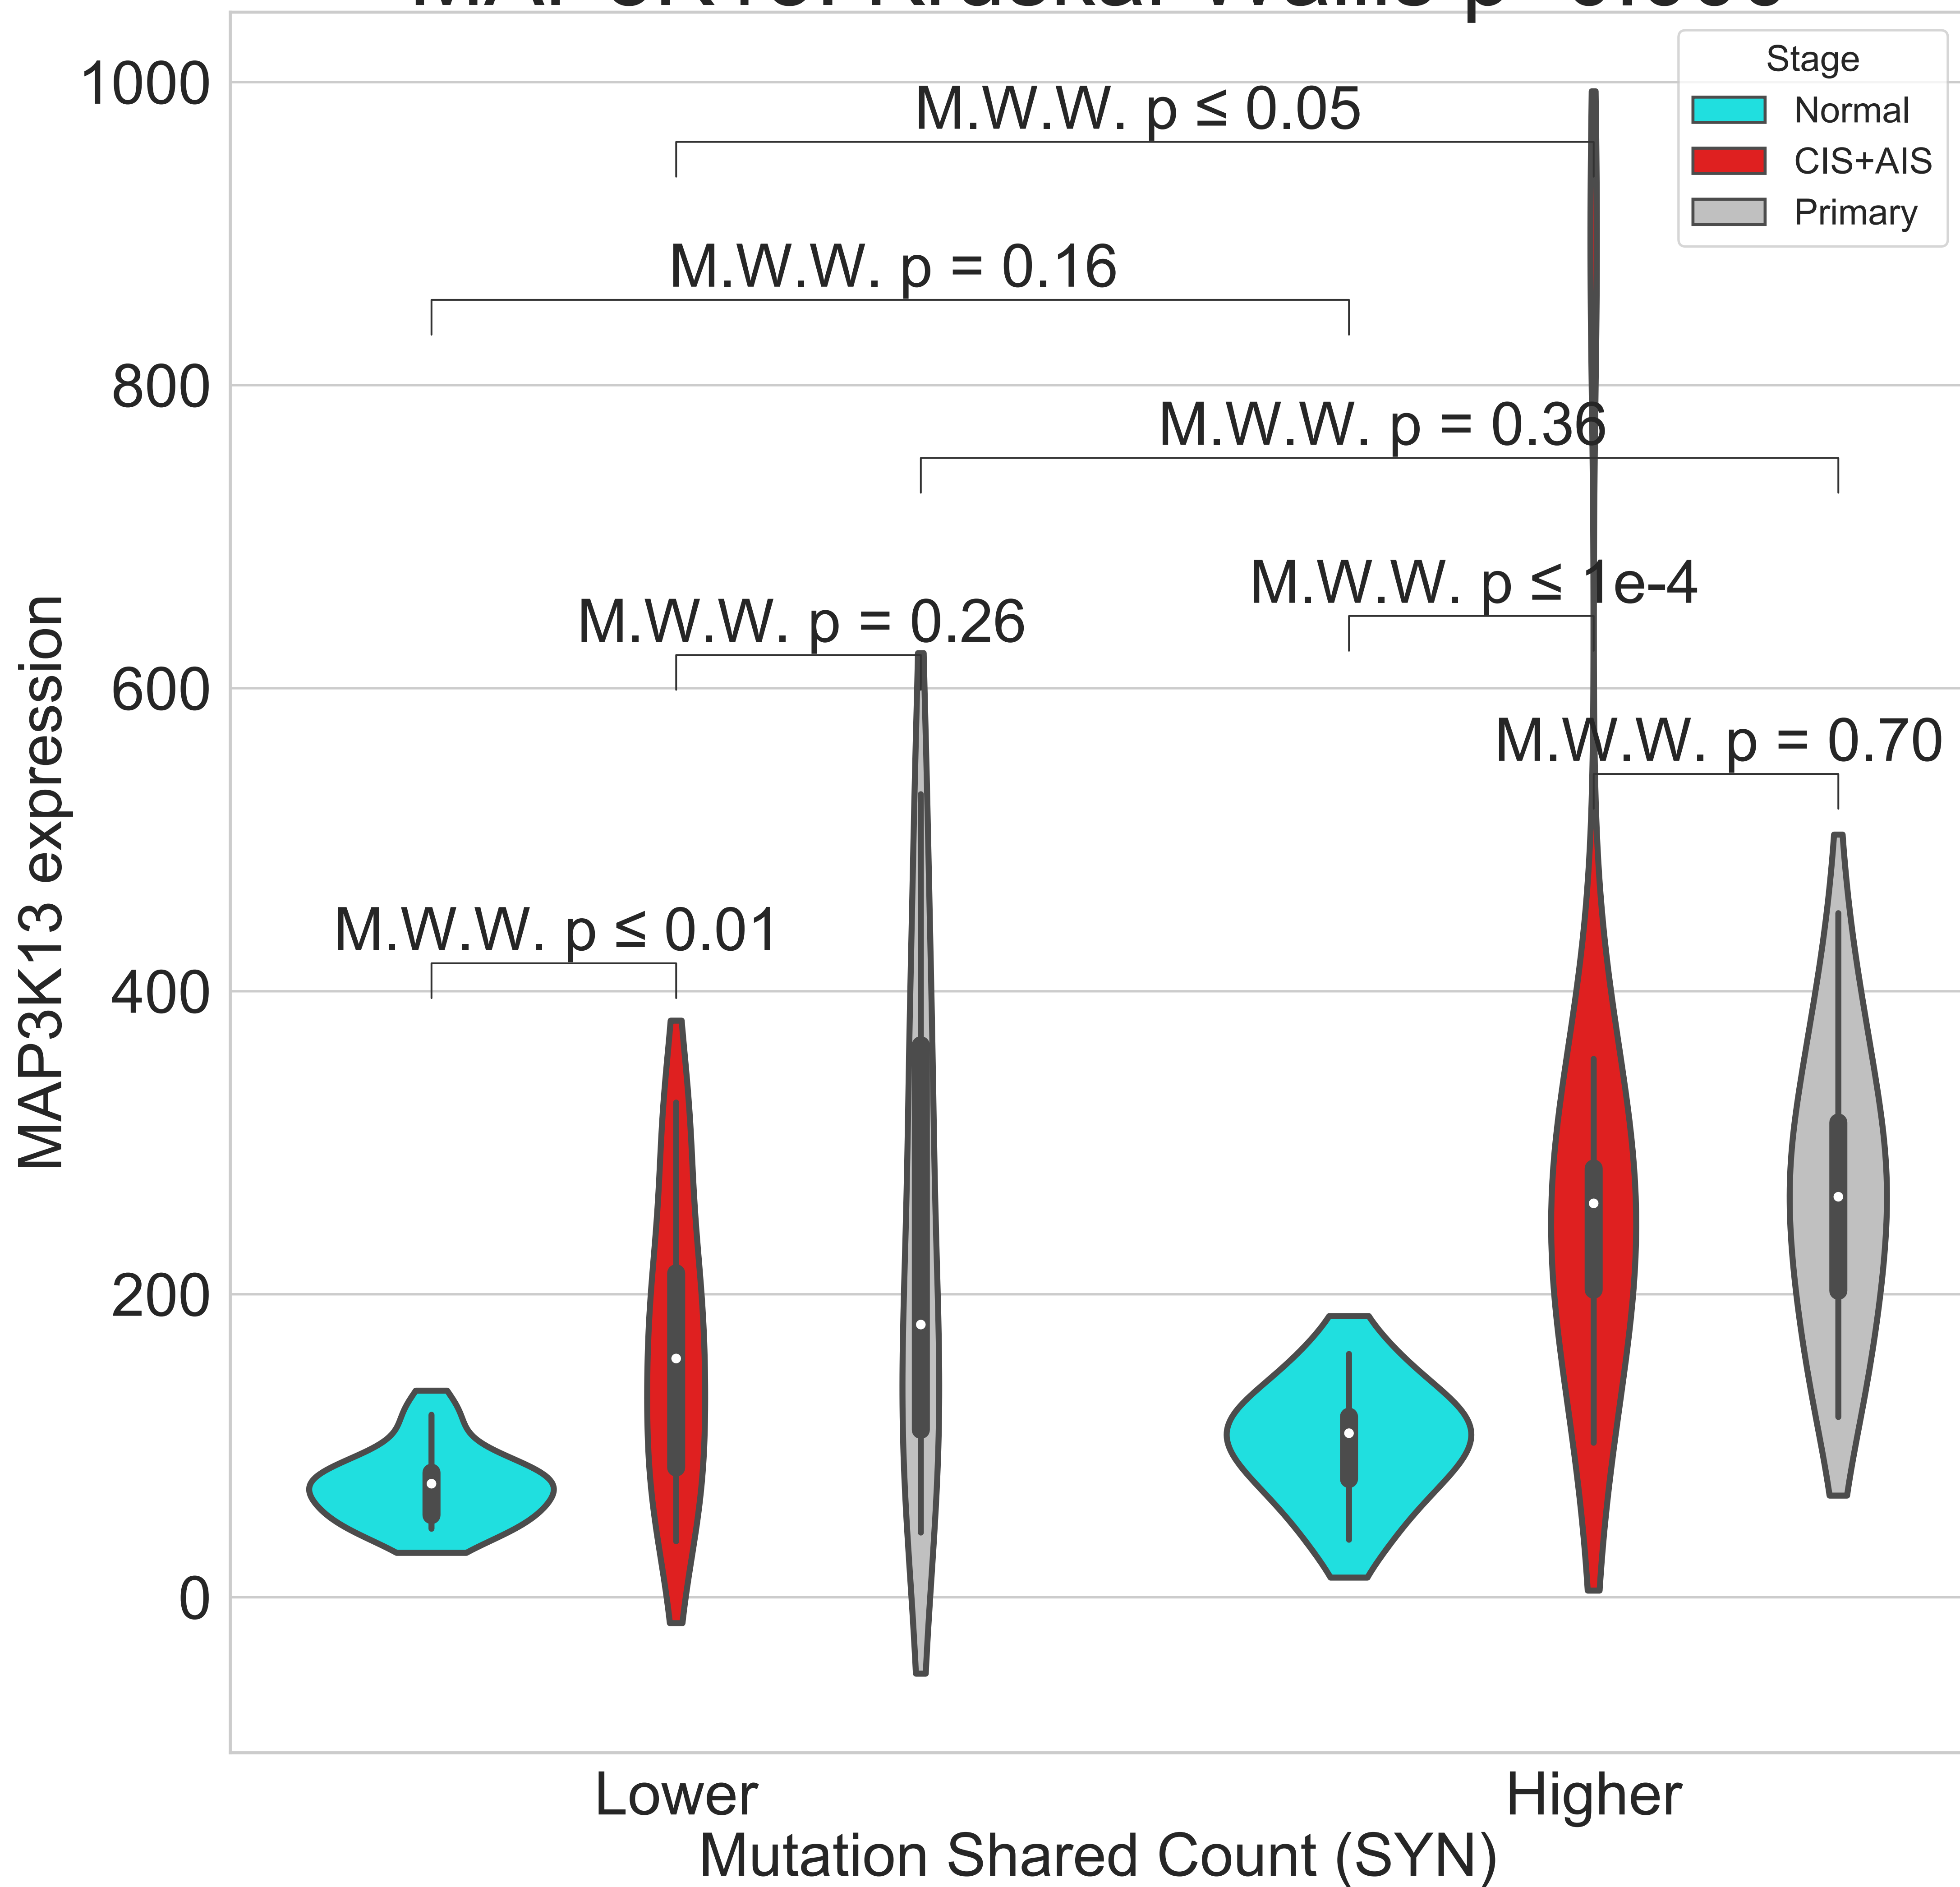 Stage
Normal
CIS+AIS
Primary
1000
800
600
400
200
0
MAP3K13 expression
M.W.W. p ≤ 0.05
M.W.W. p = 0.16
M.W.W. p = 0.36
M.W.W. p ≤ 1e-4
M.W.W. p = 0.26
M.W.W. p = 0.70
M.W.W. p ≤ 0.01
Lower
Higher
Mutation Shared Count (SYN)